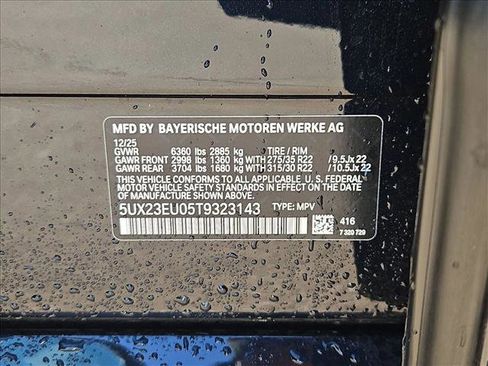 MFD BY BAYERISCHE MOTOREN WERKE AG
12/25
GVWR 6360 lbs 2885 kg TIRE / RIM
GAWR FRONT 2998 lbs 1360 kg WITH 275/35 R22 / 9.5Jx 22
GAWR REAR 3704 lbs 1680 kg WITH 315/30 R22 / 10.5Jx 22
THIS VEHICLE CONFORMS TO ALL APPLICABLE U. S. FEDERAL
MOTOR VEHICLE SAFETY STANDARDS IN EFFECT ON THE
DATE OF MANUFACTURE SHOWN ABOVE.
5UX23EU05T9323143 TYPE: MPV
416
7 320 729